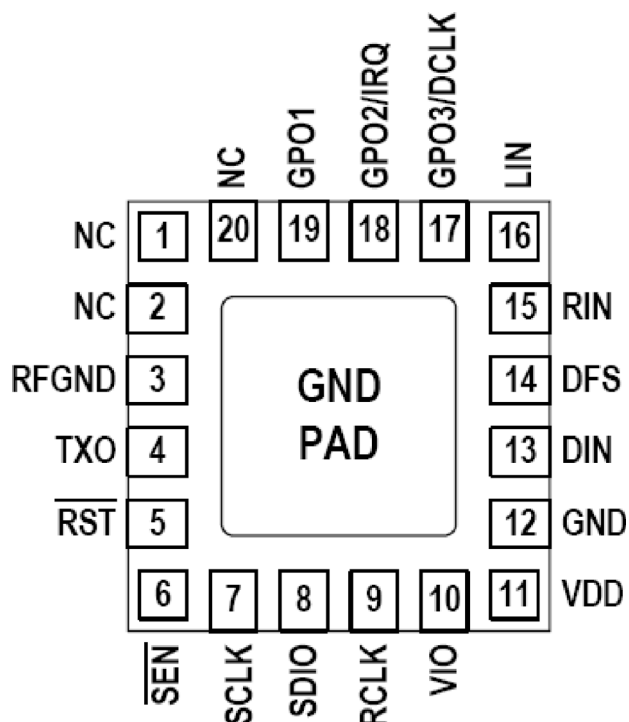 NC
GPO1
GPO2/IRQ
GPO3/DCLK
LIN
NC 1 20 19 18 17 16
NC 2 15 RIN
RFGND 3 14 DFS
GND
PAD
TXO 4 13 DIN
RST 5 12 GND
6 7 8 9 10 11 VDD
SEN
SCLK
SDIO
RCLK
VIO